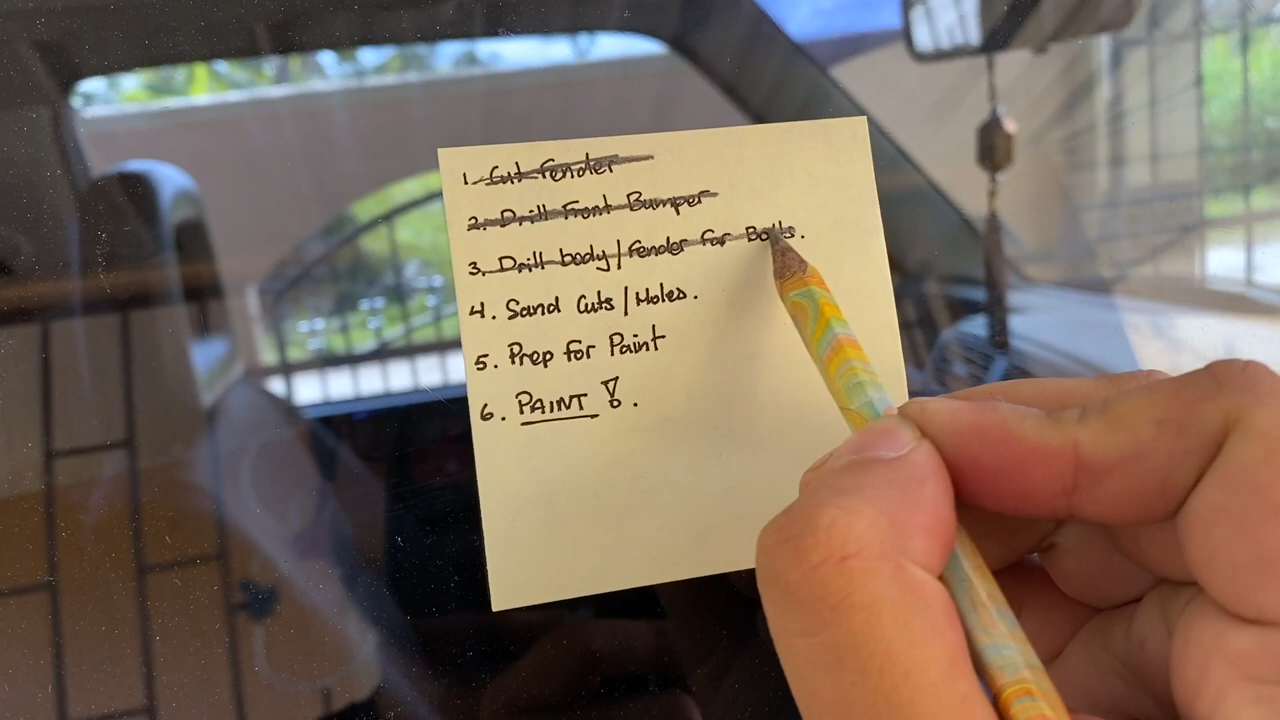 1. Cut Fender
2. Drill Front Bumper
3. Drill body/Fender for Bolts.
4. Sand Cuts/Holes.
5. Prep for Paint
6. PAINT!.